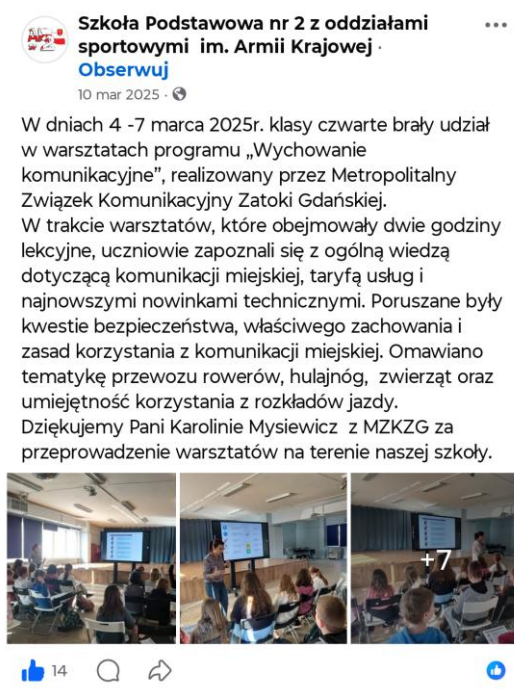 Szkoła Podstawowa nr 2 z oddziałami
sportowymi im. Armii Krajowej ·
Obserwuj
10 mar 2025 ·
W dniach 4 -7 marca 2025r. klasy czwarte brały udział
w warsztatach programu „Wychowanie
komunikacyjne”, realizowany przez Metropolitalny
Związek Komunikacyjny Zatoki Gdańskiej.
W trakcie warsztatów, które obejmowały dwie godziny
lekcyjne, uczniowie zapoznali się z ogólną wiedzą
dotyczącą komunikacji miejskiej, taryfą usług i
najnowszymi nowinkami technicznymi. Poruszane były
kwestie bezpieczeństwa, właściwego zachowania i
zasad korzystania z komunikacji miejskiej. Omawiano
tematykę przewozu rowerów, hulajnóg, zwierząt oraz
umiejętność korzystania z rozkładów jazdy.
Dziękujemy Pani Karolinie Mysiewicz z MZKZG za
przeprowadzenie warsztatów na terenie naszej szkoły.
+7
14